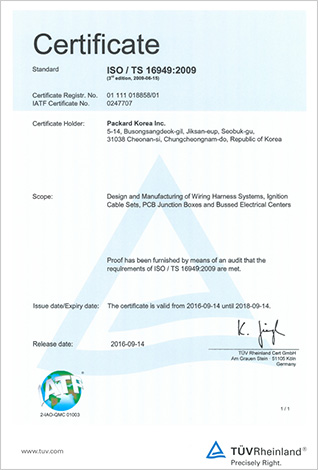 Certificate
Standard ISO / TS 16949:2009
(3rd edition, 2009-06-15)
Certificate Registr. No. 01 111 018858/01
IATF Certificate No. 0247707
Certificate Holder: Packard Korea Inc.
5-14, Busongsangdeok-gil, Jiksan-eup, Seobuk-gu,
31038 Cheonan-si, Chungcheongnam-do, Republic of Korea
Scope: Design and Manufacturing of Wiring Harness Systems, Ignition
Cable Sets, PCB Junction Boxes and Bussed Electrical Centers
Proof has been furnished by means of an audit that the
requirements of ISO / TS 16949:2009 are met.
Issue date/Expiry date: The certificate is valid from 2016-09-14 until 2018-09-14.
Release date: 2016-09-14
TÜV Rheinland Cert GmbH
Am Grauen Stein · 51105 Köln
Germany
IATF
2-IAO-QMC 01003
1 / 1
www.tuv.com
TÜVRheinland®
Precisely Right.